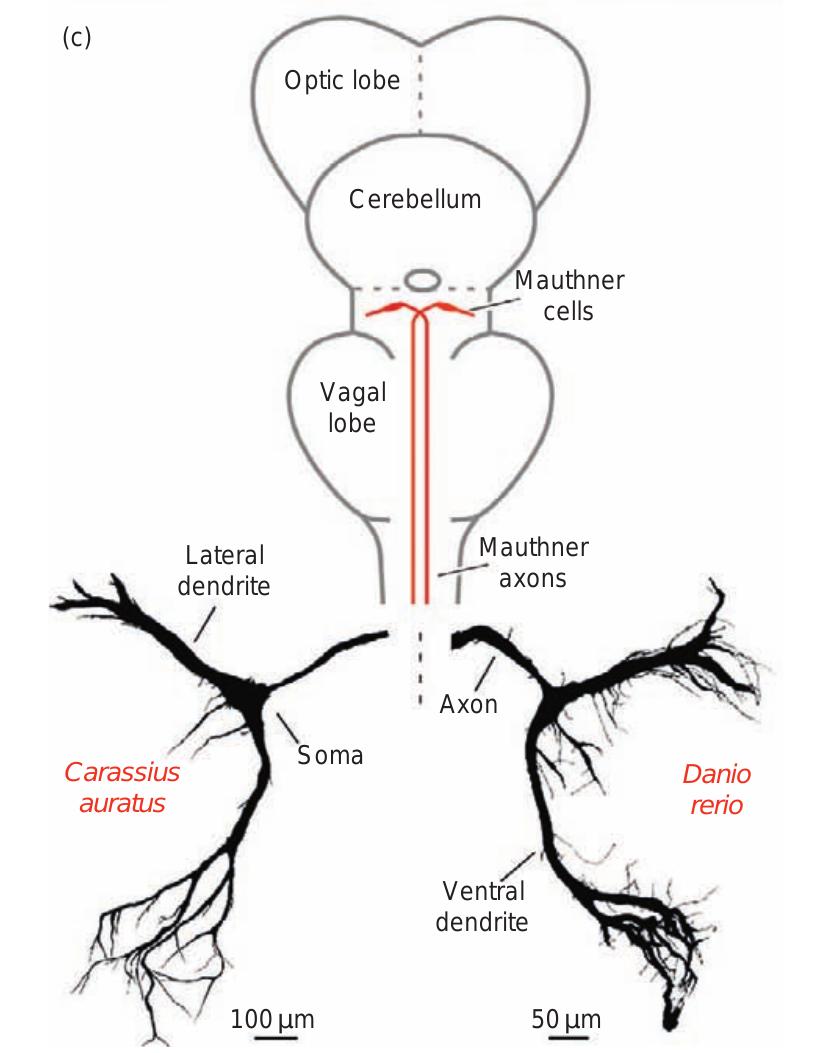 (c)
Optic lobe
Cerebellum
Mauthner
cells
Vagal
lobe
Mauthner
axons
Lateral
dendrite
Axon
Soma
Carassius
auratus
Danio
rerio
Ventral
dendrite
100 µm
50 µm